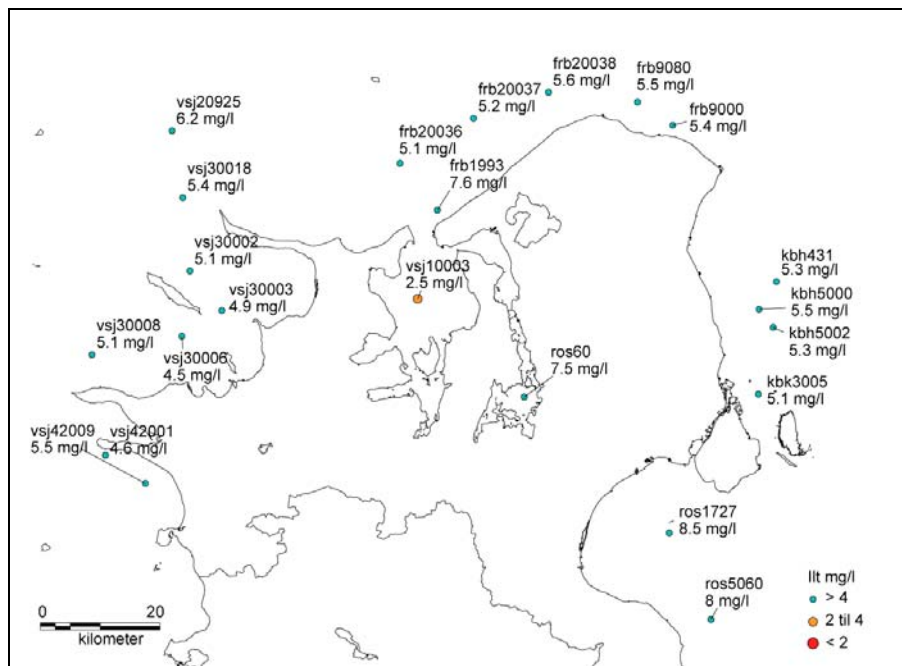 frb20038
5.6 mg/l
frb9080
5.5 mg/l
frb20037
5.2 mg/l
vsj20925
6.2 mg/l
frb9000
5.4 mg/l
frb20036
5.1 mg/l
frb1993
7.6 mg/l
vsj30018
5.4 mg/l
vsj30002
5.1 mg/l
vsj10003
2.5 mg/l
kbh431
5.3 mg/l
vsj30003
4.9 mg/l
kbh5000
5.5 mg/l
vsj30008
5.1 mg/l
kbh5002
5.3 mg/l
vsj30006
4.5 mg/l
ros60
7.5 mg/l
kbk3005
5.1 mg/l
vsj42009
5.5 mg/l
vsj42001
4.6 mg/l
ros1727
8.5 mg/l
ros5060
8 mg/l
Ilt mg/l
> 4
2 til 4
< 2
0 20
kilometer